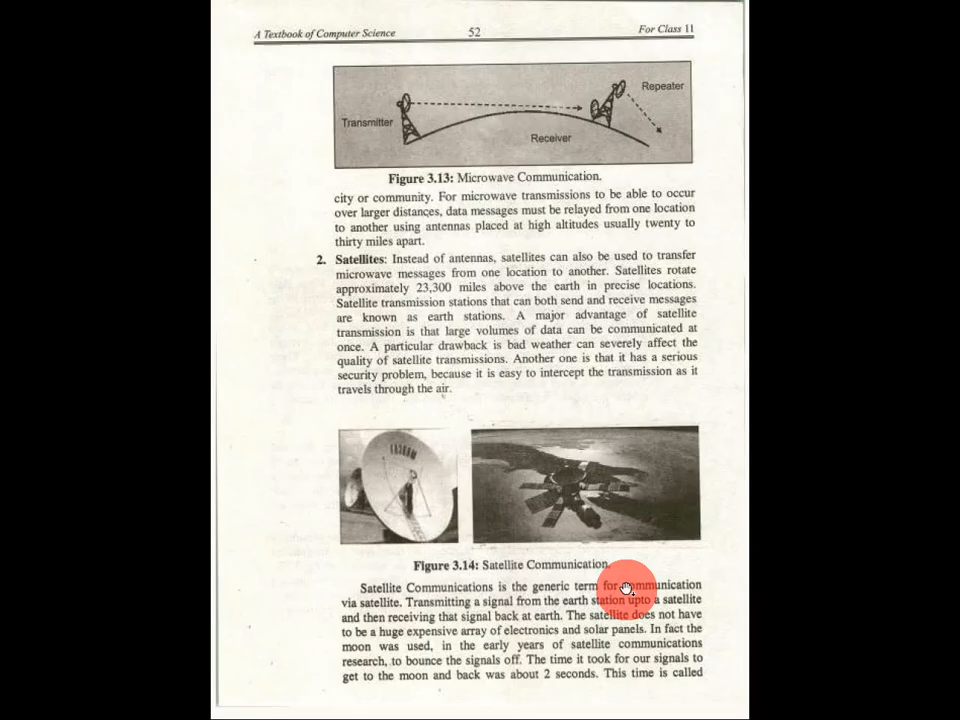 A Textbook of Computer Science 52 For Class 11
Repeater
Transmitter
Receiver
Figure 3.13: Microwave Communication.
city or community. For microwave transmissions to be able to occur
over larger distances, data messages must be relayed from one location
to another using antennas placed at high altitudes usually twenty to
thirty miles apart.
2. Satellites: Instead of antennas, satellites can also be used to transfer
microwave messages from one location to another. Satellites rotate
approximately 23,300 miles above the earth in precise locations.
Satellite transmission stations that can both send and receive messages
are known as earth stations. A major advantage of satellite
transmission is that large volumes of data can be communicated at
once. A particular drawback is bad weather can severely affect the
quality of satellite transmissions. Another one is that it has a serious
security problem, because it is easy to intercept the transmission as it
travels through the air.
Figure 3.14: Satellite Communication.
Satellite Communications is the generic term for communication
via satellite. Transmitting a signal from the earth station upto a satellite
and then receiving that signal back at earth. The satellite does not have
to be a huge expensive array of electronics and solar panels. In fact the
moon was used, in the early years of satellite communications
research, to bounce the signals off. The time it took for our signals to
get to the moon and back was about 2 seconds. This time is called